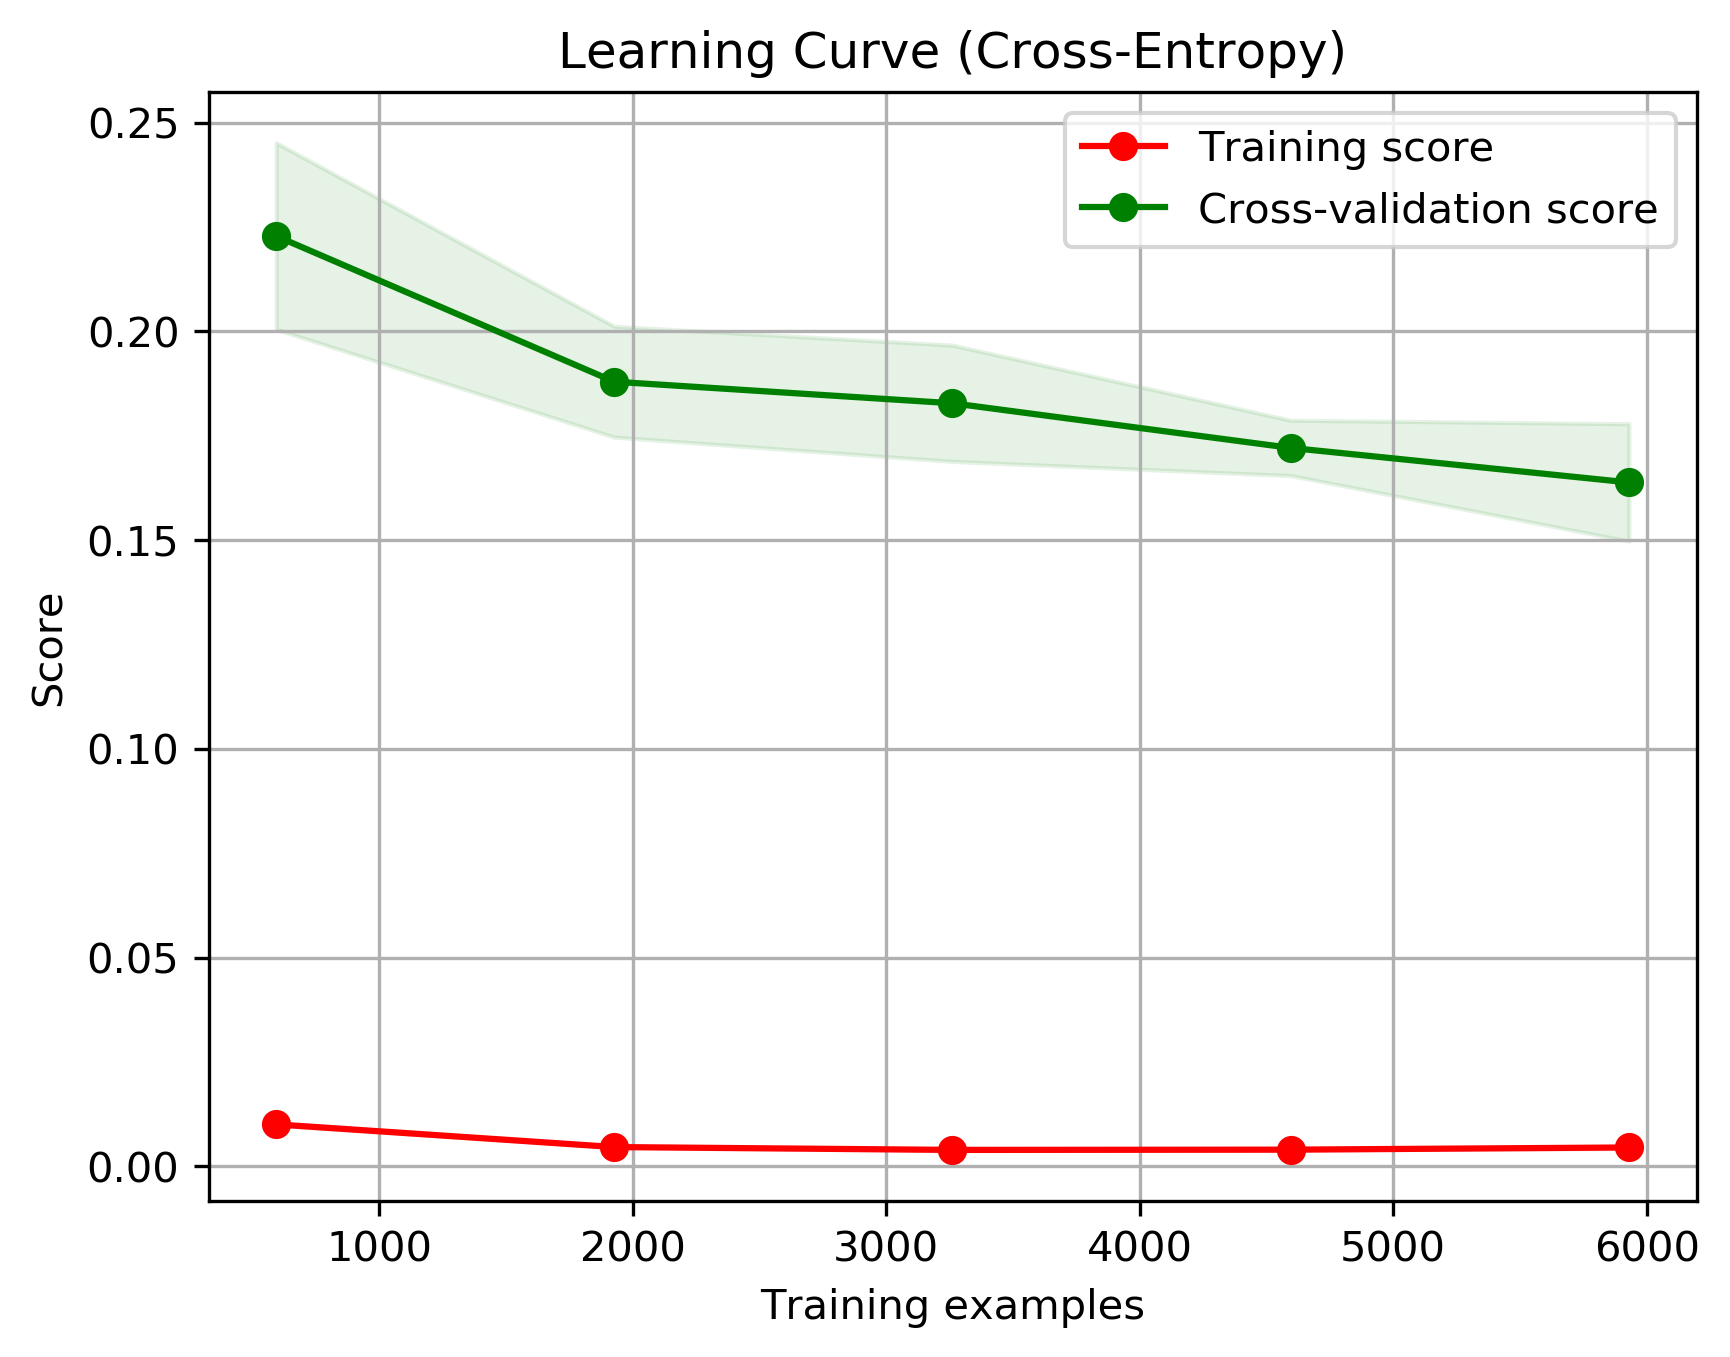 Learning Curve (Cross-Entropy)
Training score
Cross-validation score
0.25
0.20
0.15
0.10
0.05
0.00
Score
1000 2000 3000 4000 5000 6000
Training examples